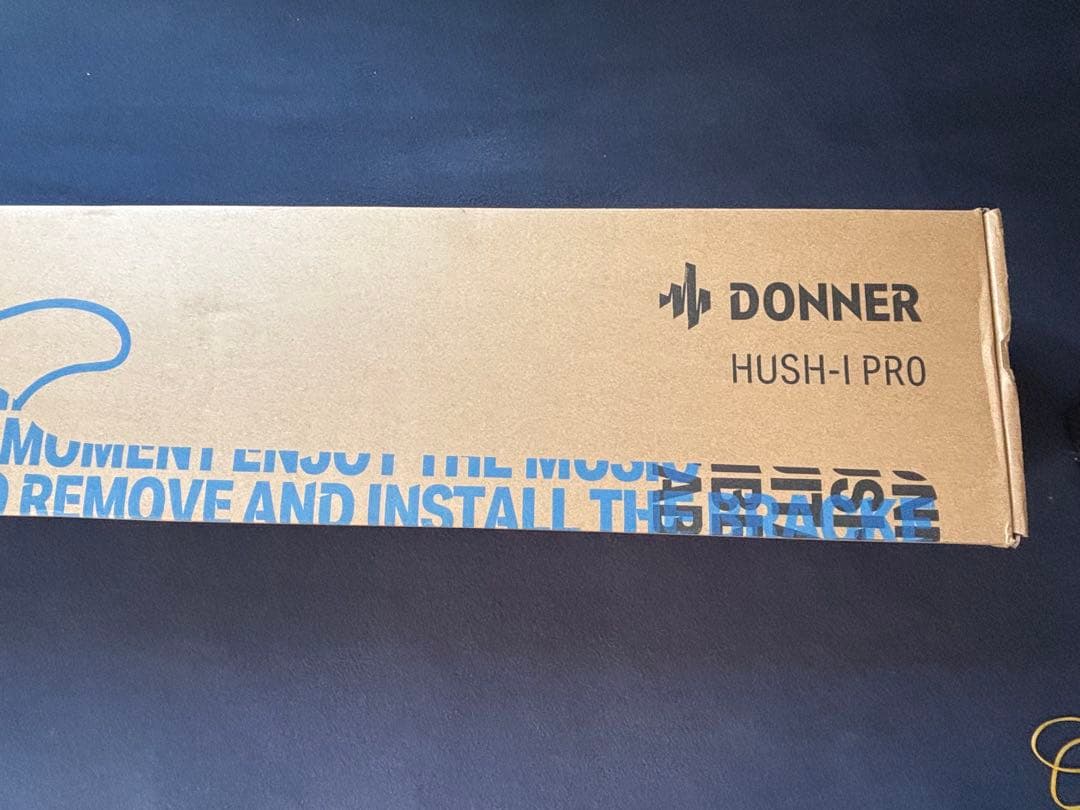 DONNER
HUSH-I PRO
MOMENT ENJOY THE MUSIC
REMOVE AND INSTALL THE BRACKE